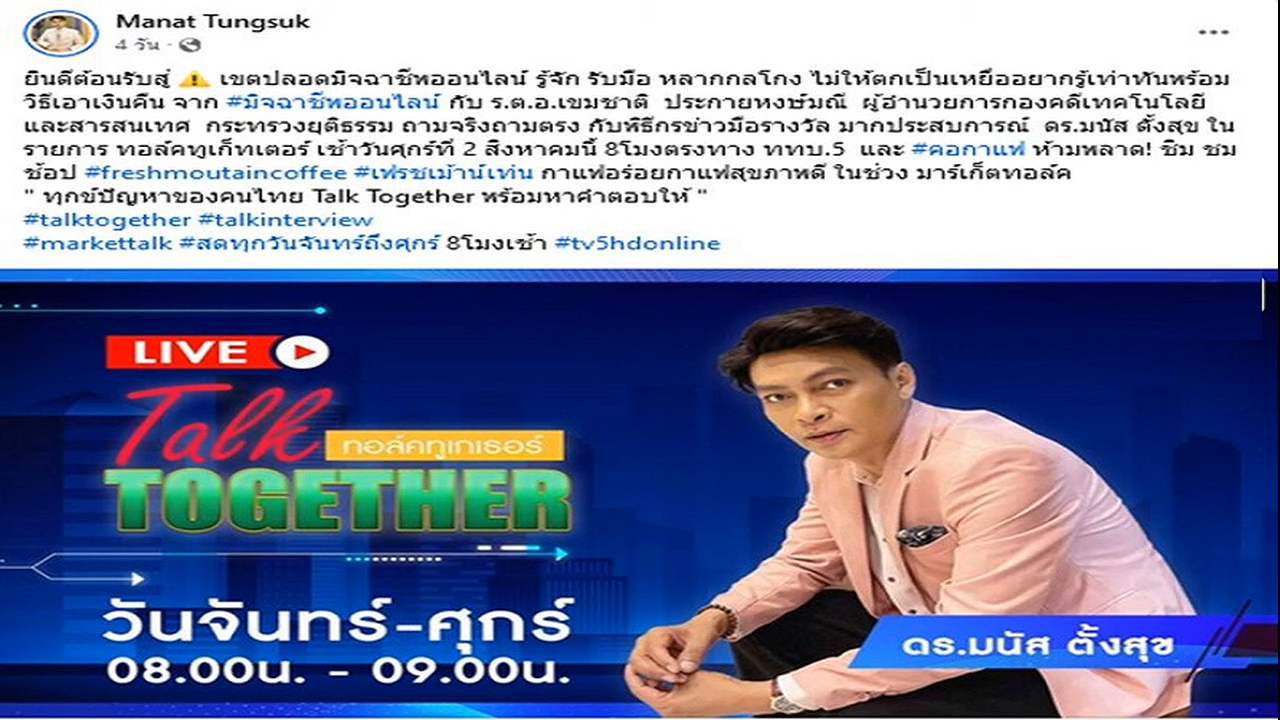 Manat Tungsuk
4 วัน ·
ยินดีต้อนรับสู่ ⚠️ เขตปลอดมิจฉาชีพออนไลน์ รู้จัก รับมือ หลากกลโกง ไม่ให้ตกเป็นเหยื่ออยากรู้เท่าทันพร้อม
วิธีเอาเงินคืน จาก #มิจฉาชีพออนไลน์ กับ ร.ต.อ.เขมชาติ ประกายหงษ์มณี ผู้อำนวยการกองคดีเทคโนโลยี
และสารสนเทศ กระทรวงยุติธรรม ถามจริงถามตรง กับพิธีกรข่าวมือรางวัล มากประสบการณ์ ดร.มนัส ตั้งสุข ใน
รายการ ทอล์คทูเก็ทเตอร์ เช้าวันศุกร์ที่ 2 สิงหาคมนี้ 8โมงตรงทาง ททบ.5 และ #คอกาแฟ ห้ามพลาด! ชิม ชม
ช้อป #freshmoutaincoffee #เฟรชเม้าน์เท่น กาแฟอร่อยกาแฟสุขภาพดี ในช่วง มาร์เก็ตทอล์ค
" ทุกข์ปัญหาของคนไทย Talk Together พร้อมหาคำตอบให้ "
#talktogether #talkinterview
#markettalk #สดทุกวันจันทร์ถึงศุกร์ 8โมงเช้า #tv5hdonline
LIVE
Talk
ทอล์คทูเกเธอร์
TOGETHER
วันจันทร์-ศุกร์
08.00น. - 09.00น.
ดร.มนัส ตั้งสุข